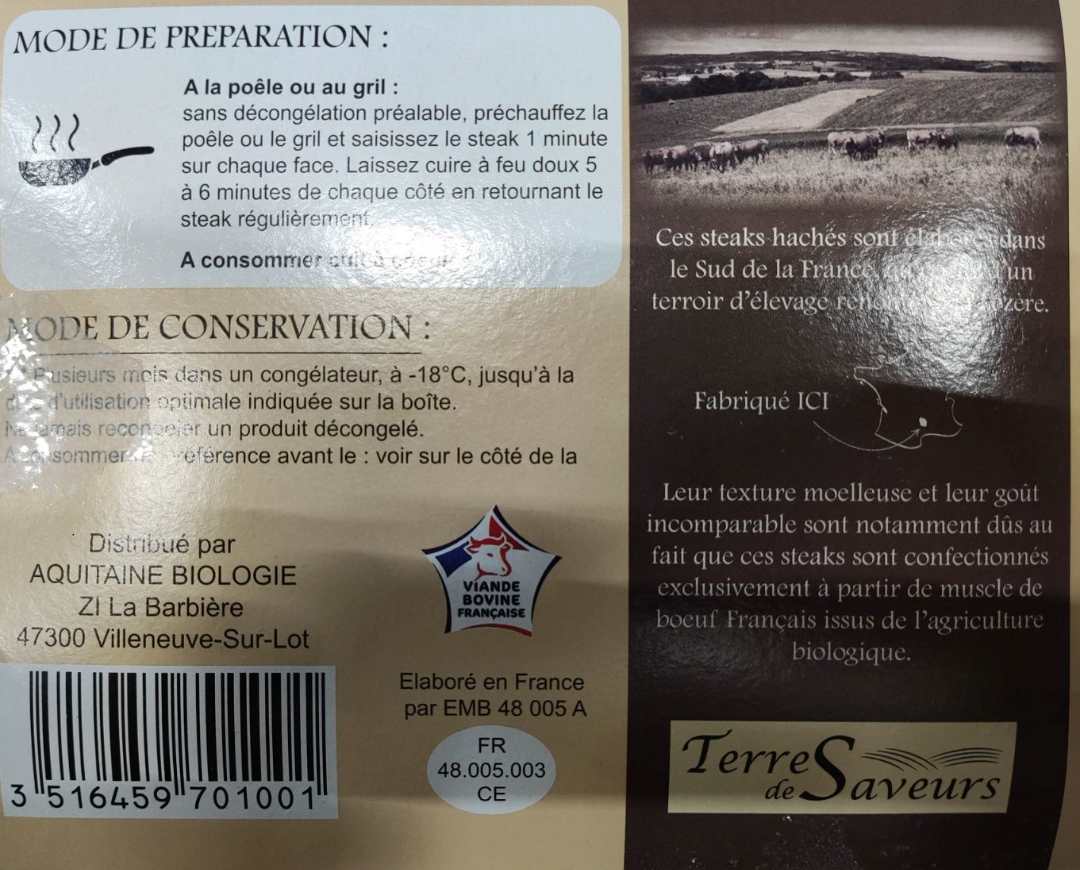 MODE DE PREPARATION :
A la poêle ou au gril :
sans décongélation préalable, préchauffez la
poêle ou le gril et saisissez le steak 1 minute
sur chaque face. Laissez cuire à feu doux 5
à 6 minutes de chaque côté en retournant le
steak régulièrement.
A consommer cuit à
MODE DE CONSERVATION :
Plusieurs mois dans un congélateur, à -18°C, jusqu'à la
d'utilisation optimale indiquée sur la boîte.
Ne jamais recongeler un produit décongelé.
A consommer de préférence avant le : voir sur le côté de la
Distribué par
AQUITAINE BIOLOGIE
ZI La Barbière
47300 Villeneuve-Sur-Lot
3 516459 701001
VIANDE
BOVINE
FRANÇAISE
Elaboré en France
par EMB 48 005 A
FR
48.005.003
CE
Ces steaks hachés sont élaborés dans
le Sud de la France, d'un
terroir d'élevage
Fabriqué ICI
Leur texture moelleuse et leur goût
incomparable sont notamment dûs au
fait que ces steaks sont confectionnés
exclusivement à partir de muscle de
boeuf Français issus de l'agriculture
biologique.
Terre
de Saveurs